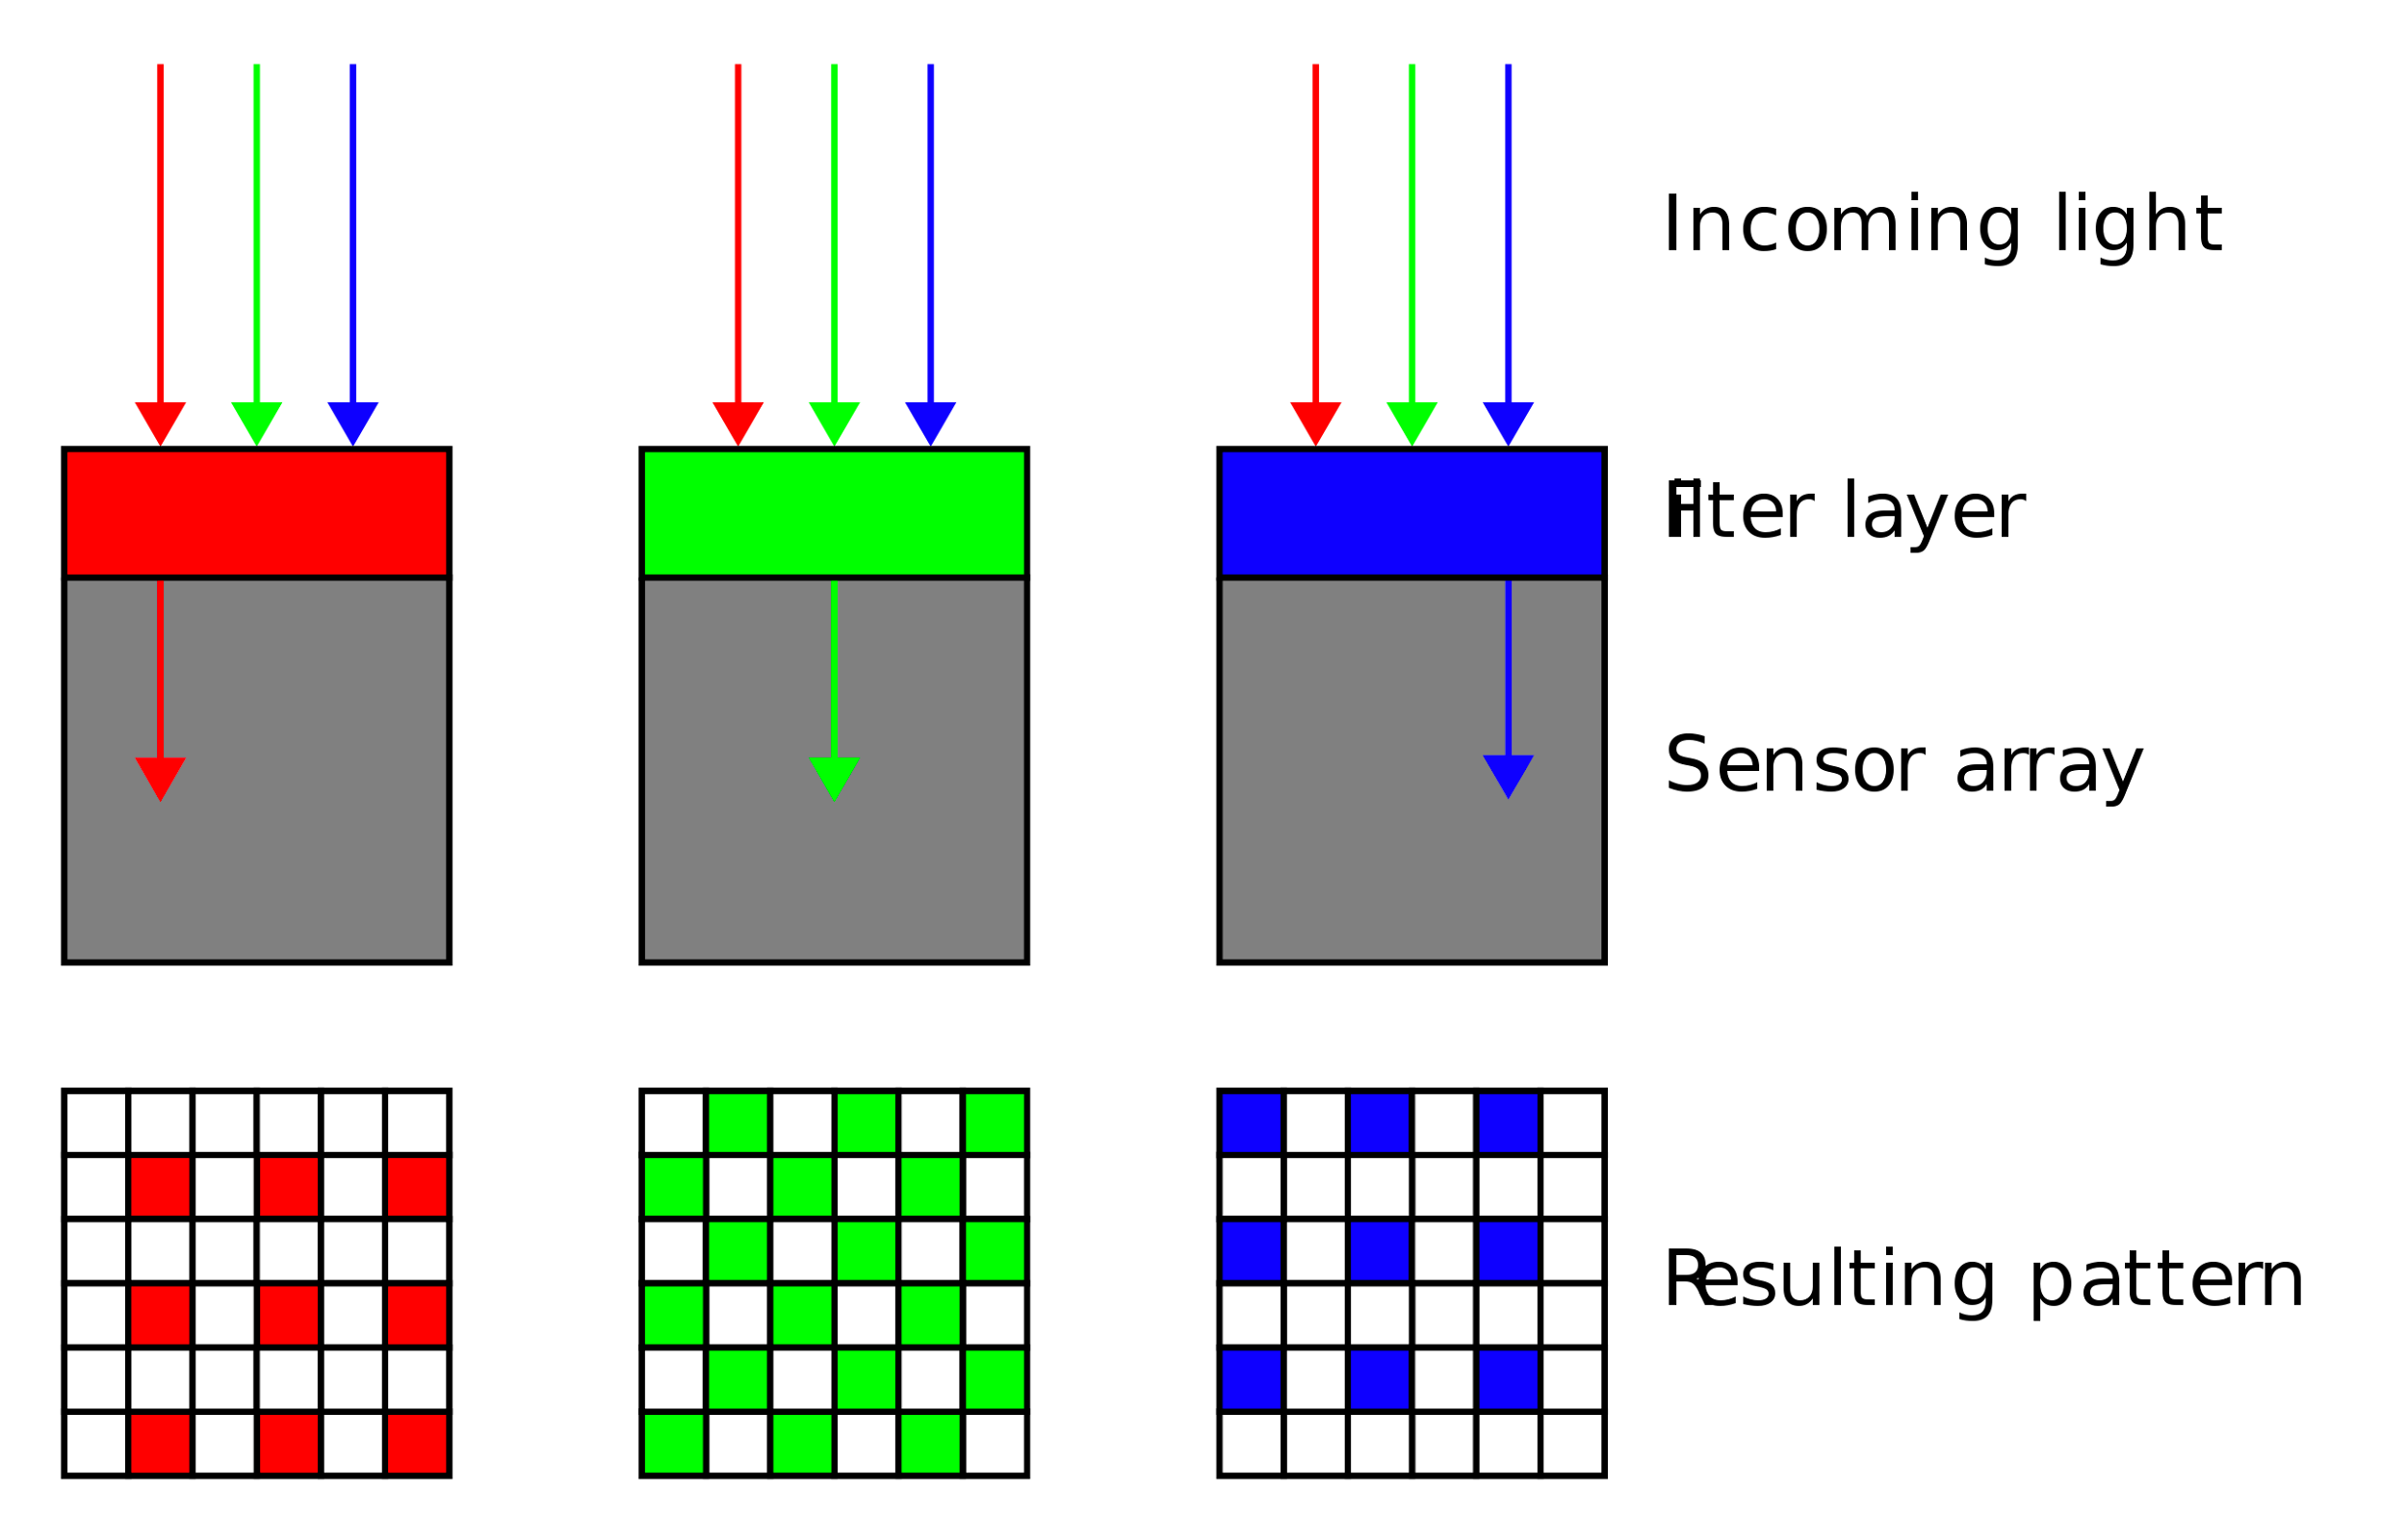 Incoming light
Filter layer
Sensor array
Resulting pattern